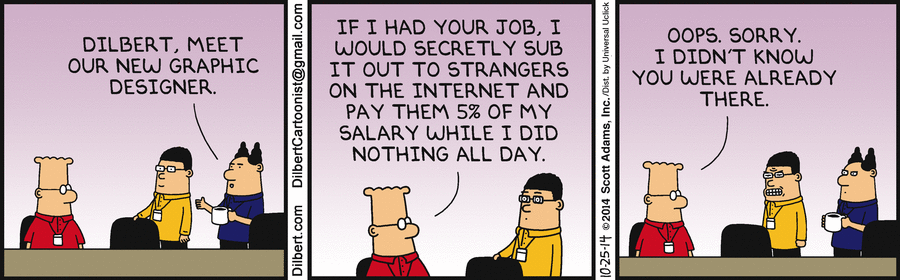 DILBERT, MEET
OUR NEW GRAPHIC
DESIGNER.
Dilbert.com DilbertCartoonist@gmail.com
IF I HAD YOUR JOB, I
WOULD SECRETLY SUB
IT OUT TO STRANGERS
ON THE INTERNET AND
PAY THEM 5% OF MY
SALARY WHILE I DID
NOTHING ALL DAY.
10-25-14 © 2014 Scott Adams, Inc. /Dist. by Universal Uclick
OOPS. SORRY.
I DIDN'T KNOW
YOU WERE ALREADY
THERE.